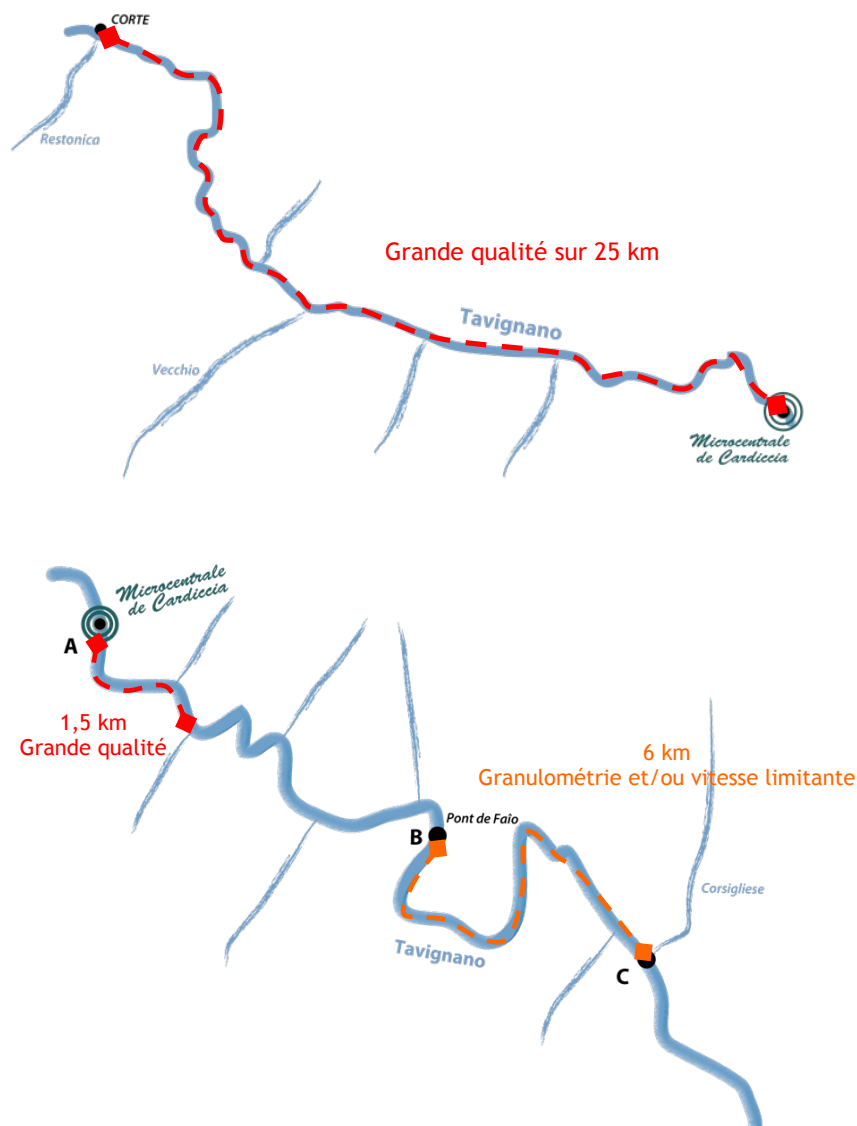 CORTE
Restonica
Grande qualité sur 25 km
Tavignano
Vecchio
Microcentrale
de Cardiccia
Microcentrale
de Cardiccia
A
1,5 km
Grande qualité
6 km
Granulométrie et/ou vitesse limitante
Pont de Faïo
B
Corsigliese
Tavignano
C